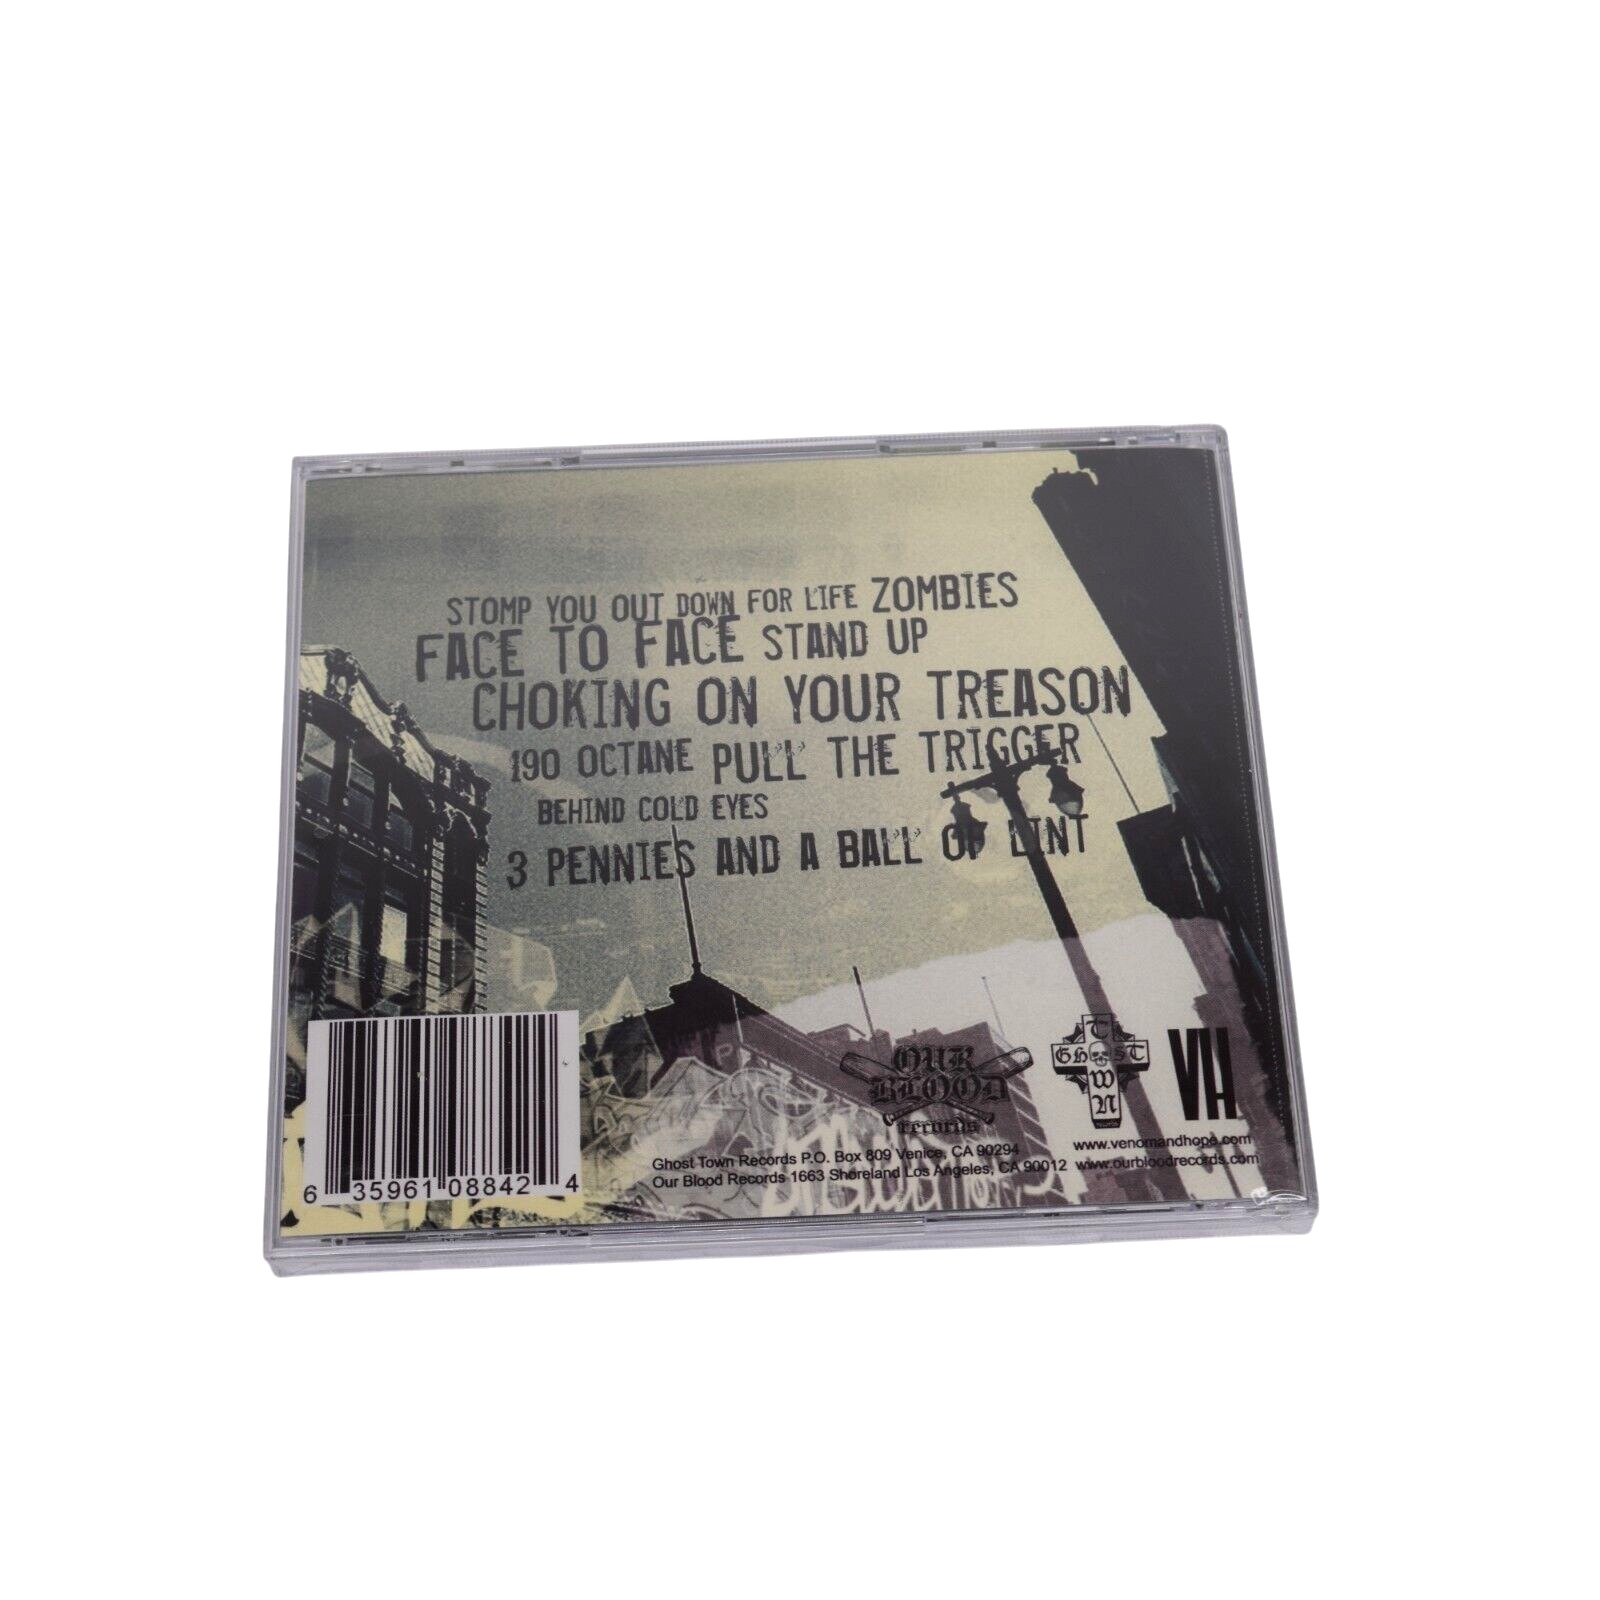 STOMP YOU OUT DOWN FOR LIFE ZOMBIES
FACE TO FACE STAND UP
CHOKING ON YOUR TREASON
190 OCTANE PULL THE TRIGGER
BEHIND COLD EYES
3 PENNIES AND A BALL OF LINT
OUR
BLOOD
records
GHOST
TOWN
VH
www.venomandhope.com
Ghost Town Records P.O. Box 809 Venice, CA 90294
Our Blood Records 1663 Shoreland Los Angeles, CA 90012 www.ourbloodrecords.com
6 35961 08842 4